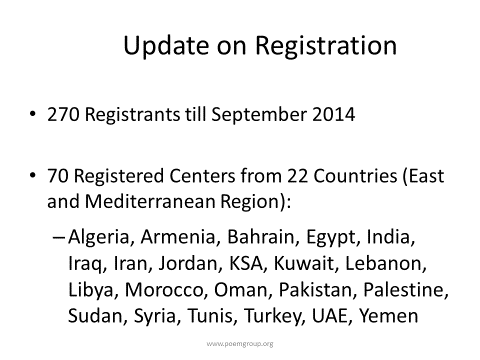 Update on Registration
• 270 Registrants till September 2014
• 70 Registered Centers from 22 Countries (East
and Mediterranean Region):
–Algeria, Armenia, Bahrain, Egypt, India,
Iraq, Iran, Jordan, KSA, Kuwait, Lebanon,
Libya, Morocco, Oman, Pakistan, Palestine,
Sudan, Syria, Tunis, Turkey, UAE, Yemen
www.poemgroup.org